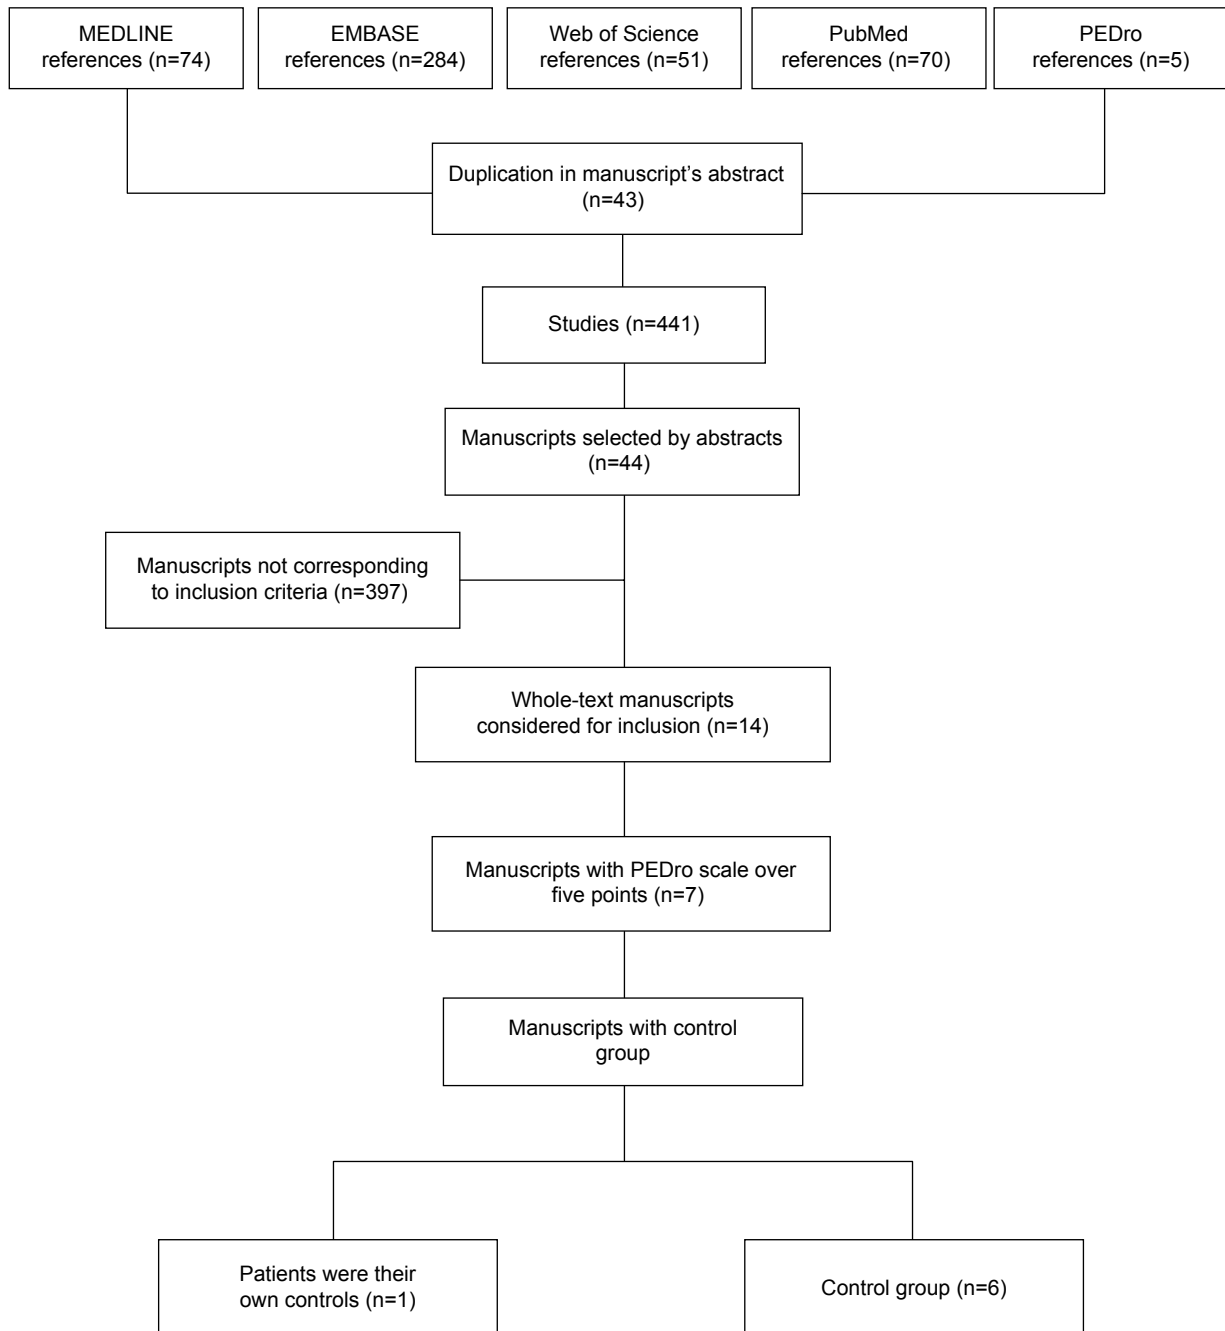 MEDLINE
references (n=74)
EMBASE
references (n=284)
Web of Science
references (n=51)
PubMed
references (n=70)
PEDro
references (n=5)
Duplication in manuscript’s abstract
(n=43)
Studies (n=441)
Manuscripts selected by abstracts
(n=44)
Manuscripts not corresponding
to inclusion criteria (n=397)
Whole-text manuscripts
considered for inclusion (n=14)
Manuscripts with PEDro scale over
five points (n=7)
Manuscripts with control
group
Patients were their
own controls (n=1)
Control group (n=6)